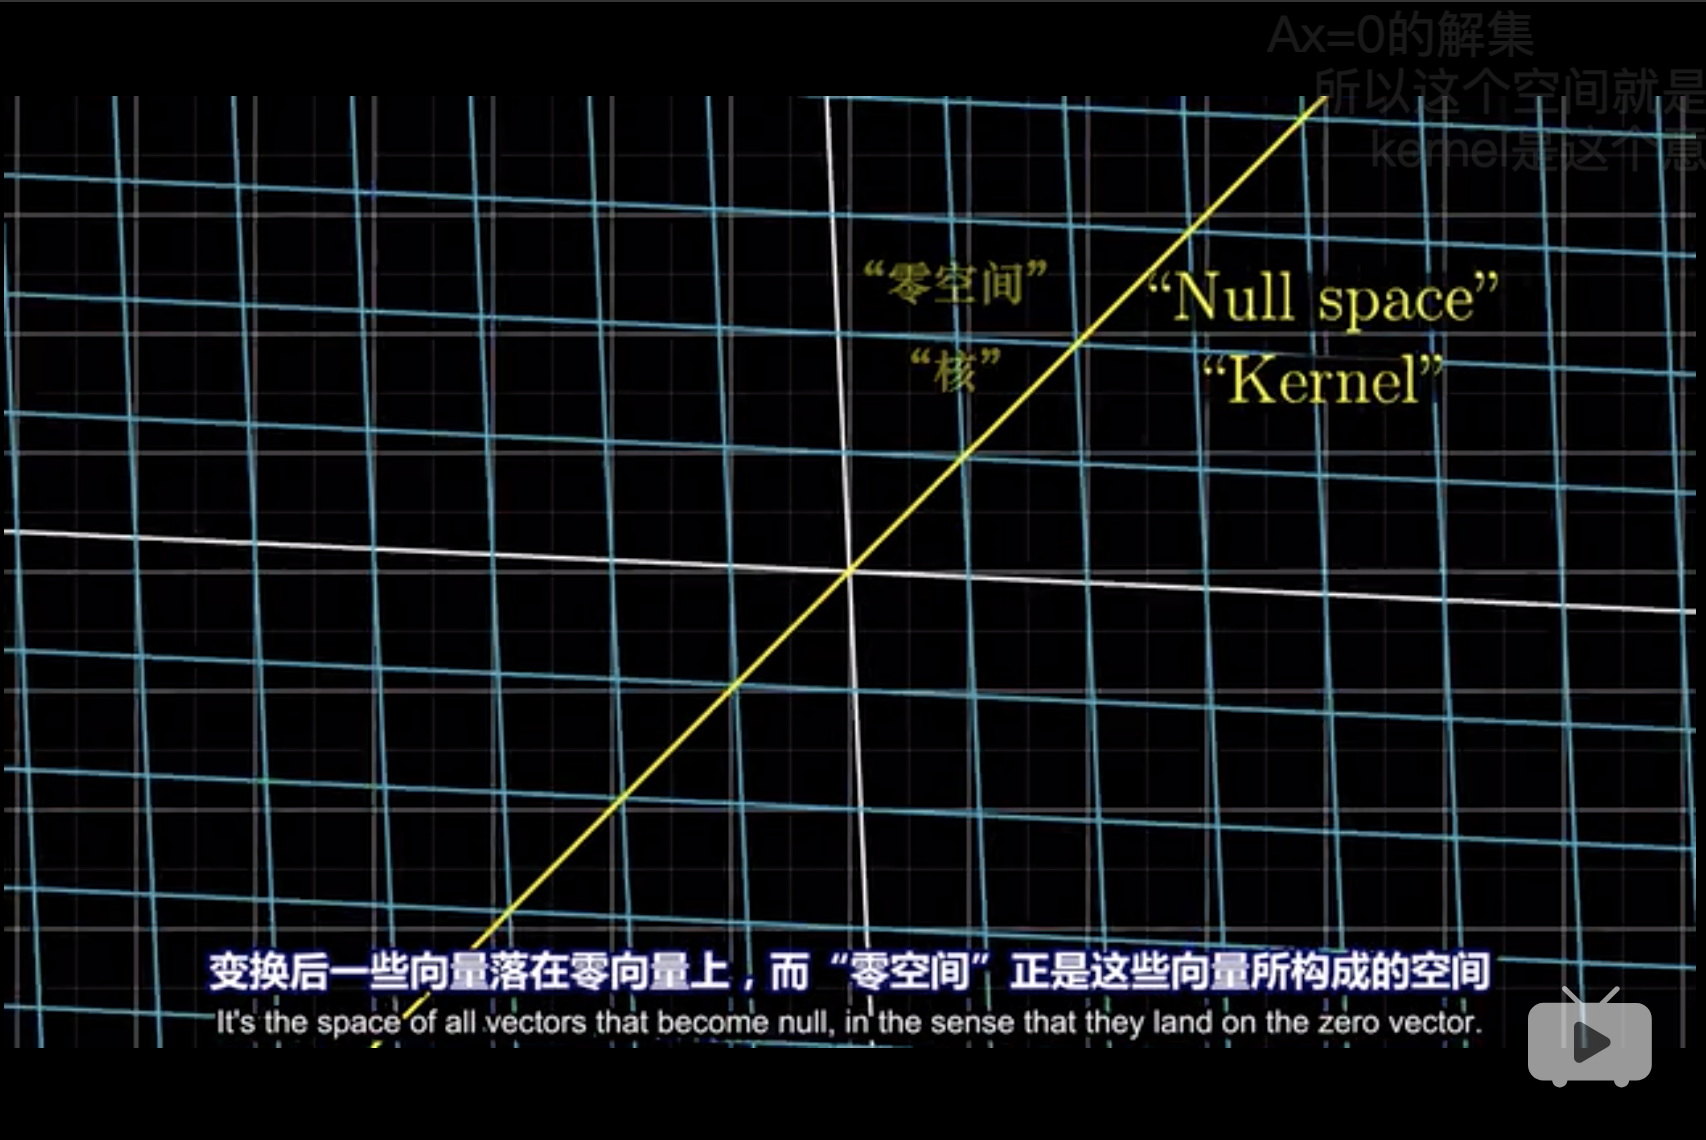 Ax=0的解集
所以这个空间就是
kernel是这个意
“零空间”
“Null space”
“核”
“Kernel”
变换后一些向量落在零向量上，而“零空间”正是这些向量所构成的空间
It's the space of all vectors that become null, in the sense that they land on the zero vector.